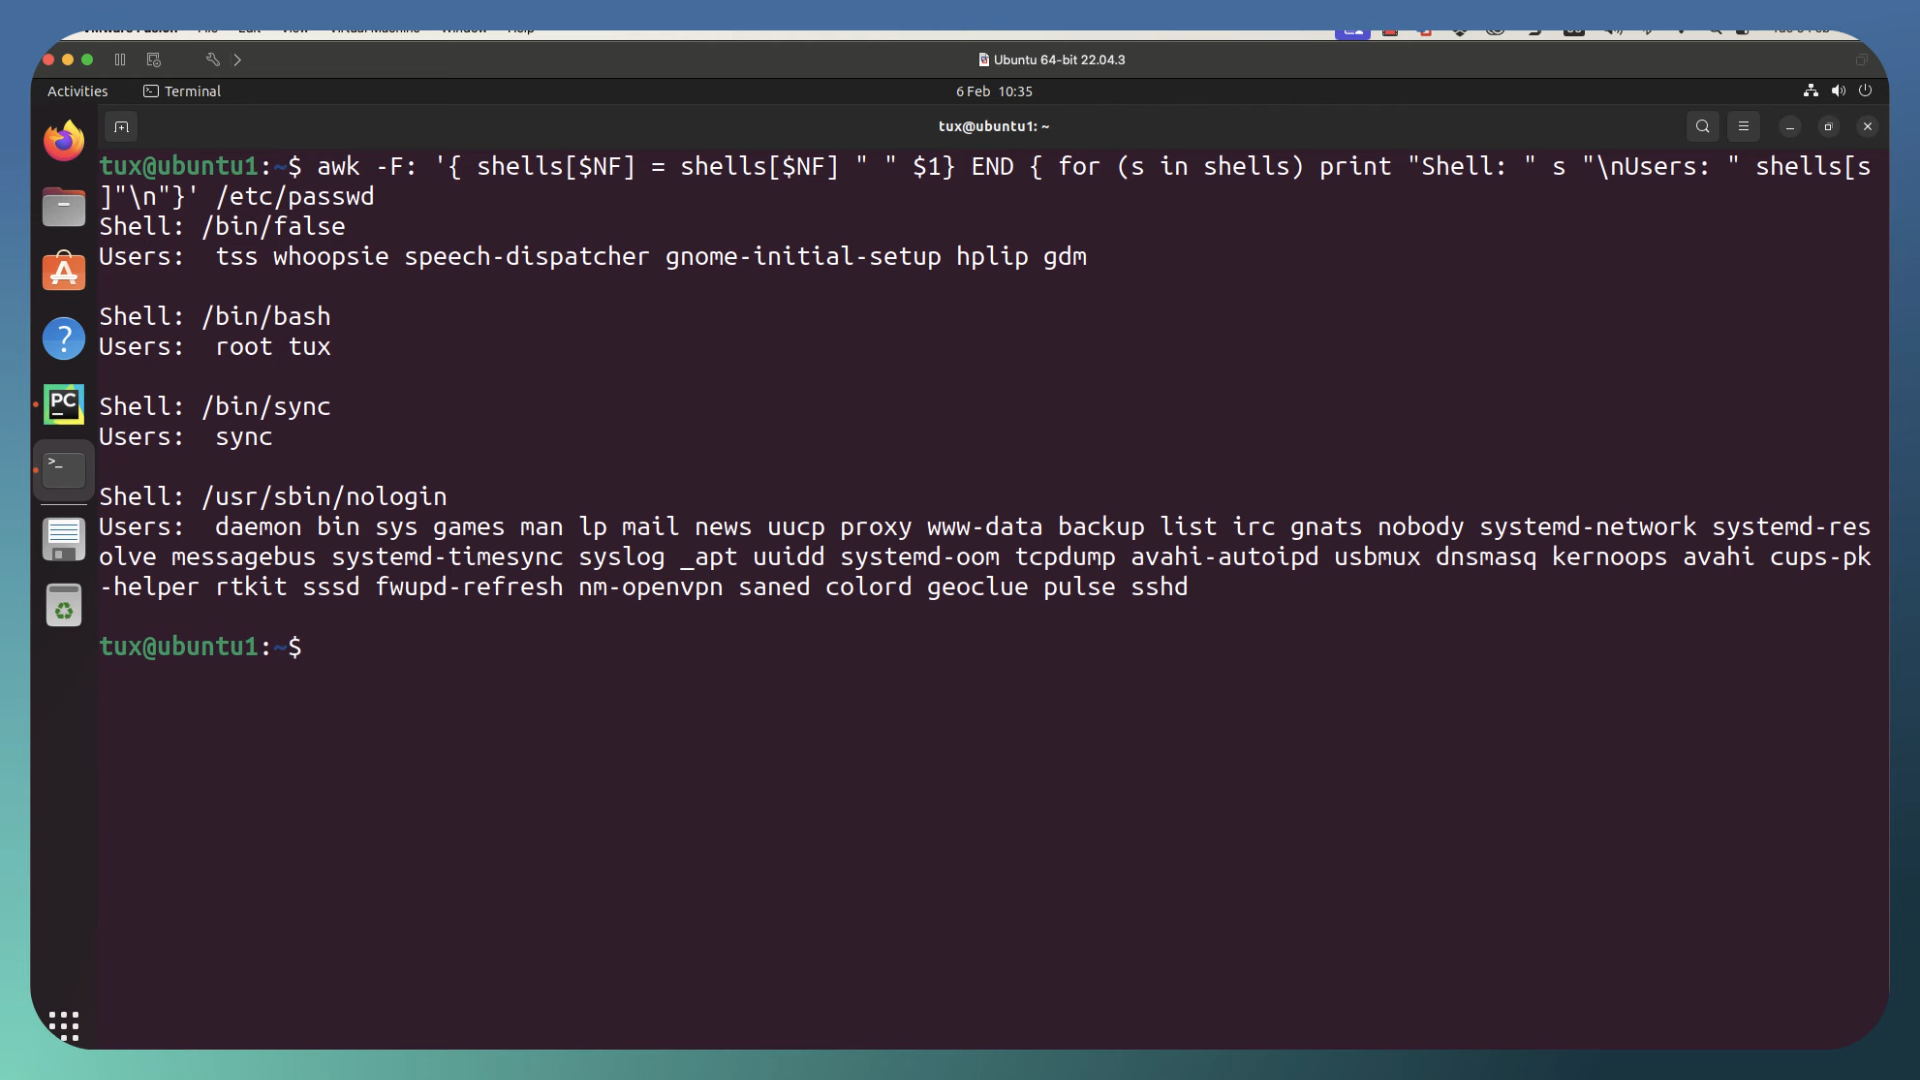 Ubuntu 64-bit 22.04.3
Activities
Terminal
6 Feb 10:35
tux@ubuntu1: ~
tux@ubuntu1:~$ awk -F: '{ shells[$NF] = shells[$NF] " " $1} END { for (s in shells) print "Shell: " s "\nUsers: " shells[s
]"\n"}' /etc/passwd
Shell: /bin/false
Users:  tss whoopsie speech-dispatcher gnome-initial-setup hplip gdm
Shell: /bin/bash
Users:  root tux
Shell: /bin/sync
Users:  sync
Shell: /usr/sbin/nologin
Users:  daemon bin sys games man lp mail news uucp proxy www-data backup list irc gnats nobody systemd-network systemd-res
olve messagebus systemd-timesync syslog _apt uuidd systemd-oom tcpdump avahi-autoipd usbmux dnsmasq kernoops avahi cups-pk
-helper rtkit sssd fwupd-refresh nm-openvpn saned colord geoclue pulse sshd
tux@ubuntu1:~$
PC